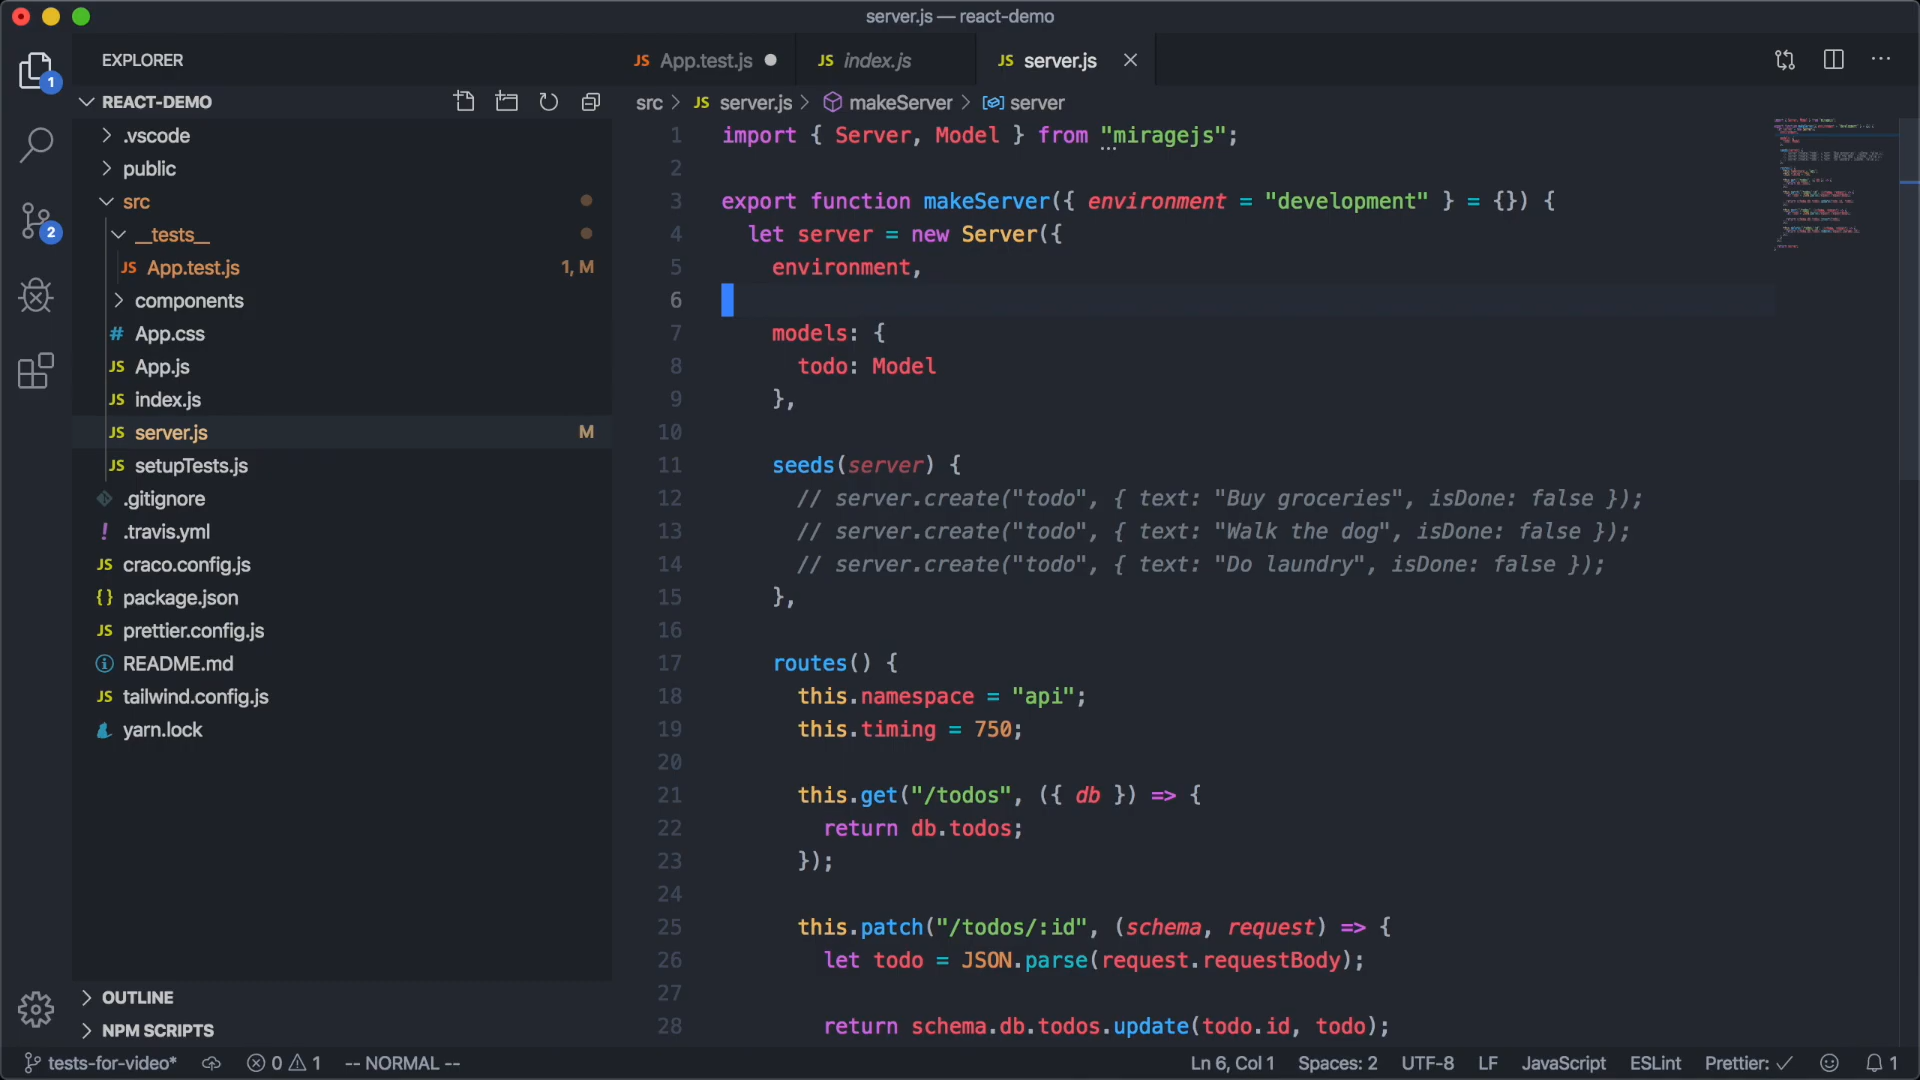 server.js — react-demo
EXPLORER
JS App.test.js
JS index.js
JS server.js
1
REACT-DEMO
src > JS server.js > makeServer > server
.vscode
public
src
__tests__
JS App.test.js 1, M
components
# App.css
JS App.js
JS index.js
JS server.js M
JS setupTests.js
.gitignore
! .travis.yml
JS craco.config.js
{} package.json
JS prettier.config.js
README.md
JS tailwind.config.js
yarn.lock
2
OUTLINE
NPM SCRIPTS
1 import { Server, Model } from "miragejs";
2
3 export function makeServer({ environment = "development" } = {}) {
4 let server = new Server({
5 environment,
6
7 models: {
8 todo: Model
9 },
10
11 seeds(server) {
12 // server.create("todo", { text: "Buy groceries", isDone: false });
13 // server.create("todo", { text: "Walk the dog", isDone: false });
14 // server.create("todo", { text: "Do laundry", isDone: false });
15 },
16
17 routes() {
18 this.namespace = "api";
19 this.timing = 750;
20
21 this.get("/todos", ({ db }) => {
22 return db.todos;
23 });
24
25 this.patch("/todos/:id", (schema, request) => {
26 let todo = JSON.parse(request.requestBody);
27
28 return schema.db.todos.update(todo.id, todo);
tests-for-video* 0 1 -- NORMAL -- Ln 6, Col 1 Spaces: 2 UTF-8 LF JavaScript ESLint Prettier: ✓ 1